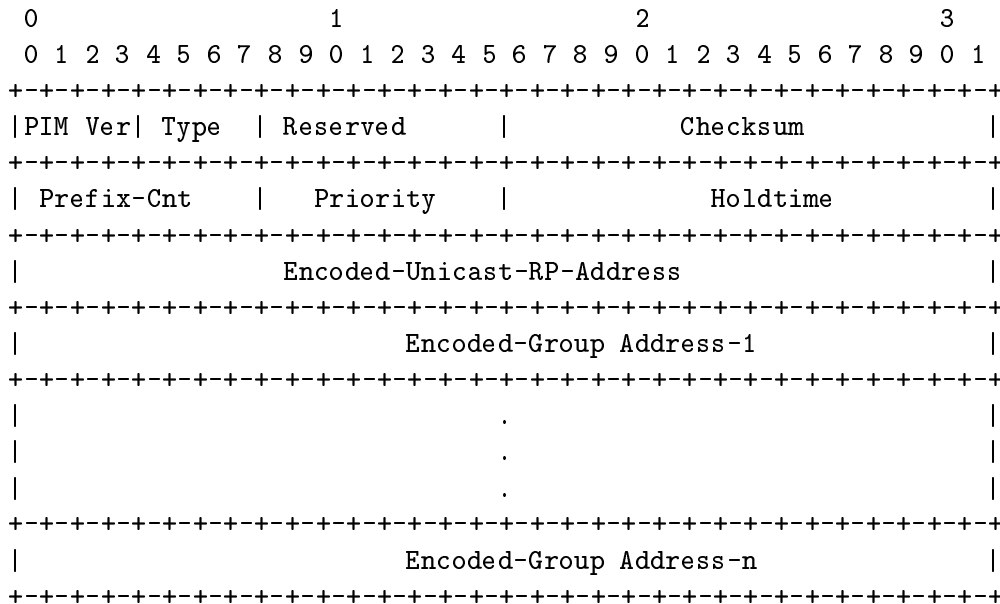 0                   1                   2                   3
 0 1 2 3 4 5 6 7 8 9 0 1 2 3 4 5 6 7 8 9 0 1 2 3 4 5 6 7 8 9 0 1
+-+-+-+-+-+-+-+-+-+-+-+-+-+-+-+-+-+-+-+-+-+-+-+-+-+-+-+-+-+-+-+-+
|PIM Ver| Type  | Reserved      |           Checksum            |
+-+-+-+-+-+-+-+-+-+-+-+-+-+-+-+-+-+-+-+-+-+-+-+-+-+-+-+-+-+-+-+-+
| Prefix-Cnt    |   Priority    |             Holdtime          |
+-+-+-+-+-+-+-+-+-+-+-+-+-+-+-+-+-+-+-+-+-+-+-+-+-+-+-+-+-+-+-+-+
|                 Encoded-Unicast-RP-Address                    |
+-+-+-+-+-+-+-+-+-+-+-+-+-+-+-+-+-+-+-+-+-+-+-+-+-+-+-+-+-+-+-+-+
|                         Encoded-Group Address-1               |
+-+-+-+-+-+-+-+-+-+-+-+-+-+-+-+-+-+-+-+-+-+-+-+-+-+-+-+-+-+-+-+-+
|                               .                               |
|                               .                               |
|                               .                               |
+-+-+-+-+-+-+-+-+-+-+-+-+-+-+-+-+-+-+-+-+-+-+-+-+-+-+-+-+-+-+-+-+
|                         Encoded-Group Address-n               |
+-+-+-+-+-+-+-+-+-+-+-+-+-+-+-+-+-+-+-+-+-+-+-+-+-+-+-+-+-+-+-+-+